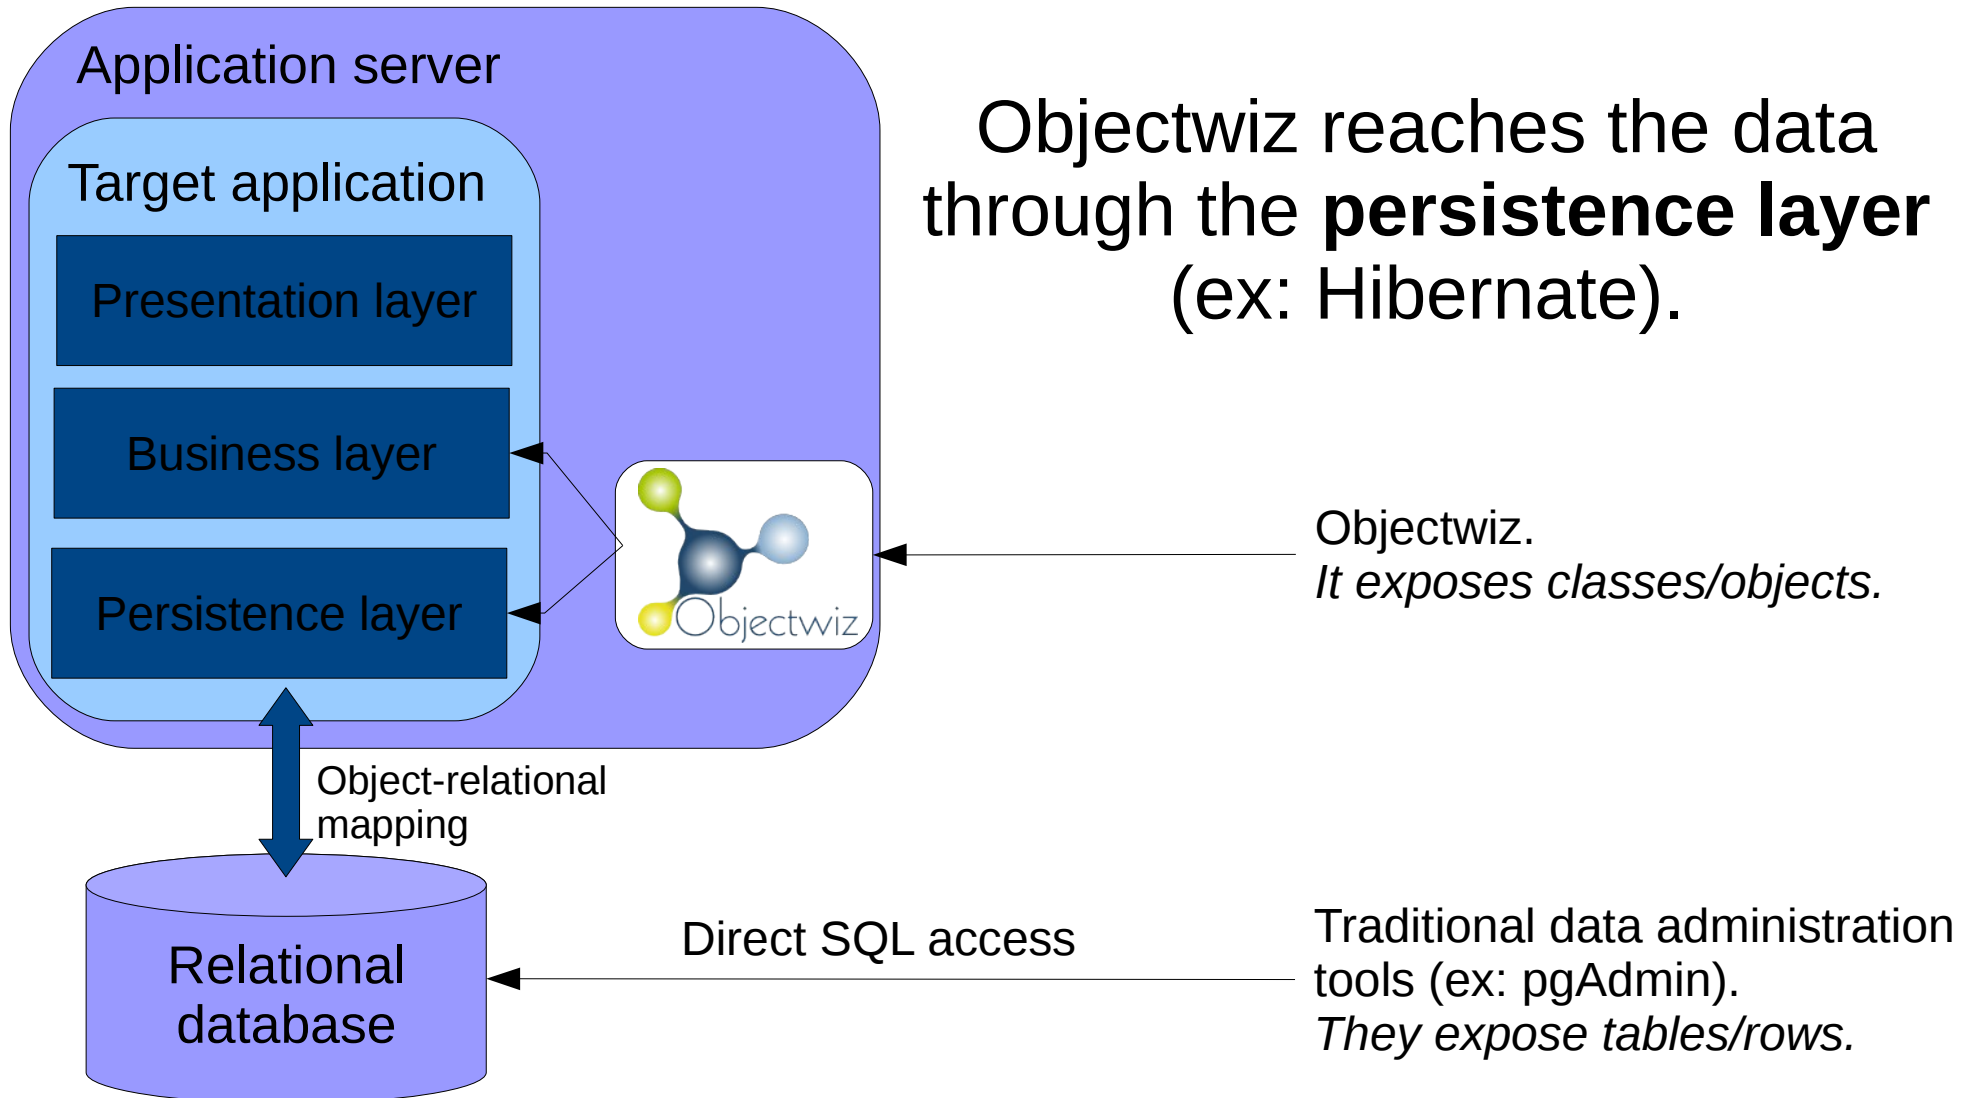 Application server
Target application
Presentation layer
Business layer
Persistence layer
Objectwiz
Objectwiz reaches the data
through the persistence layer
(ex: Hibernate).
Objectwiz.
It exposes classes/objects.
Object-relational
mapping
Relational
database
Direct SQL access
Traditional data administration
tools (ex: pgAdmin).
They expose tables/rows.